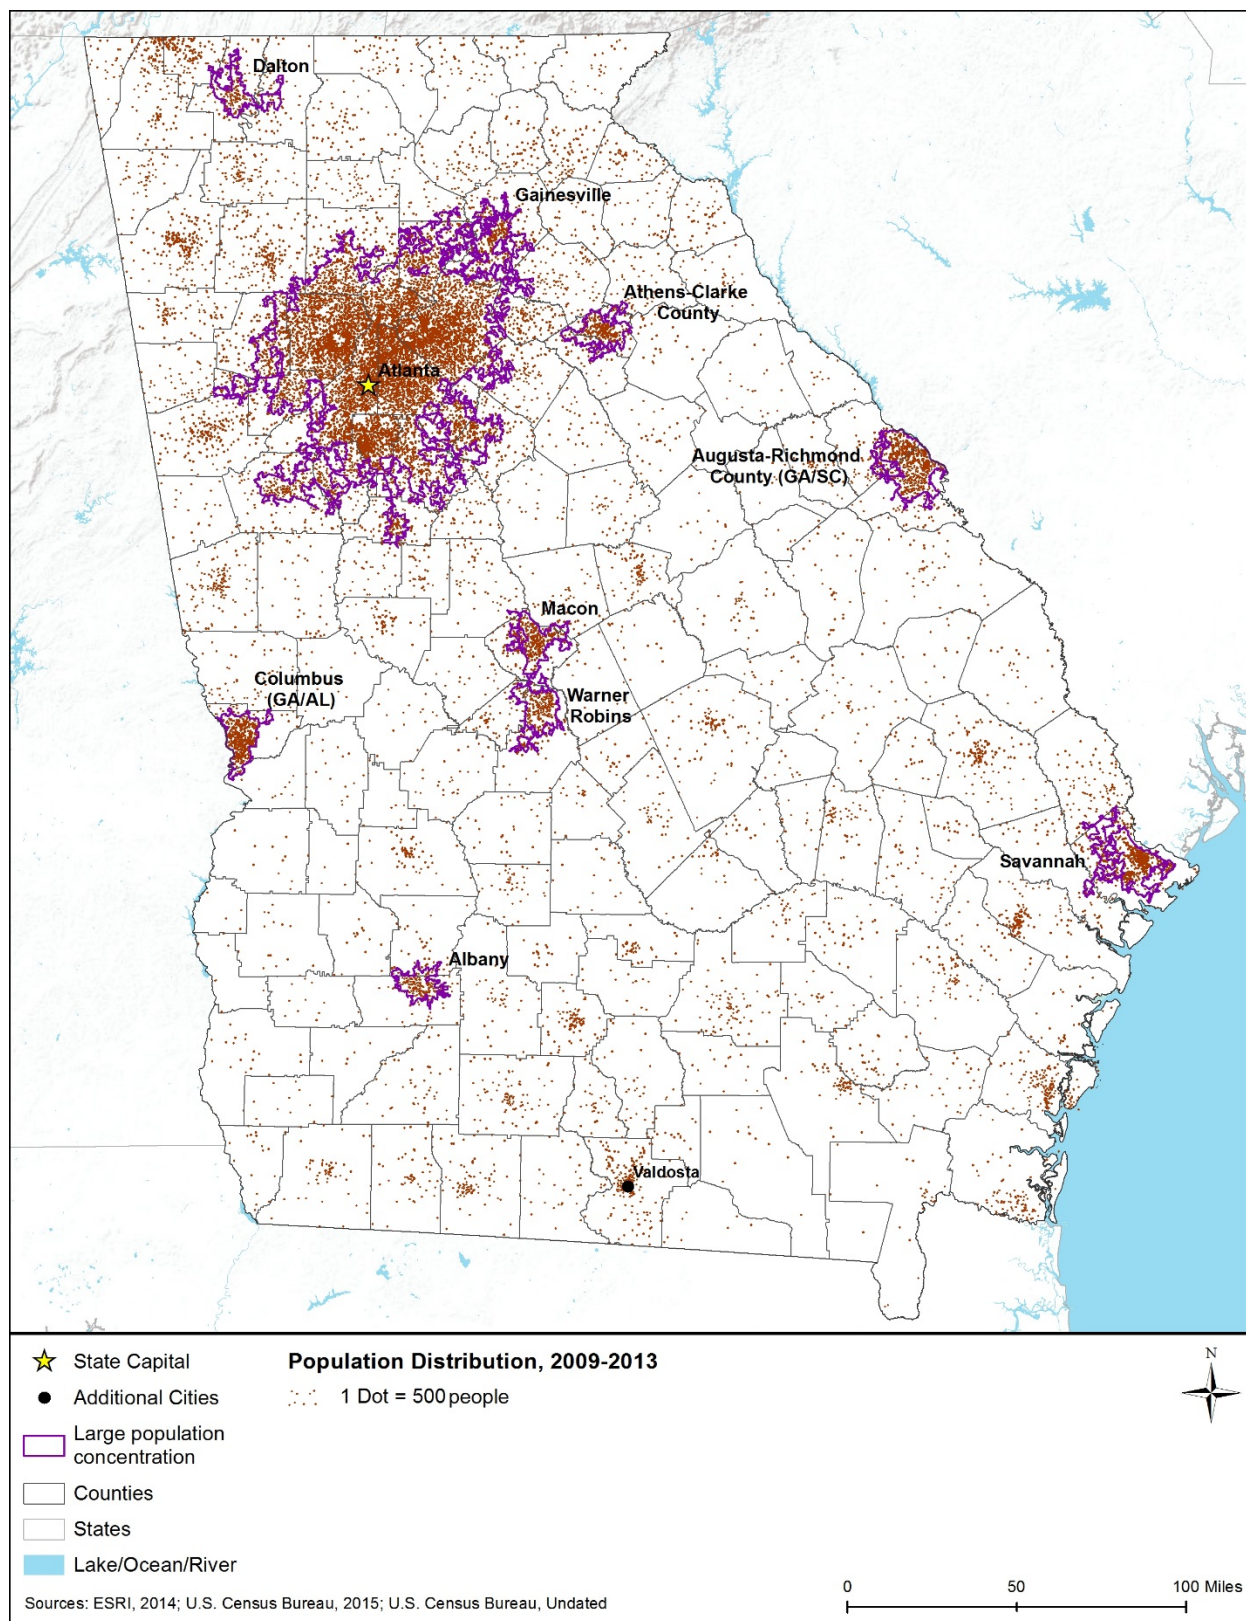 Dalton
Gainesville
Athens-Clarke
County
Atlanta
Augusta-Richmond
County (GA/SC)
Macon
Columbus
(GA/AL)
Warner
Robins
Savannah
Albany
Valdosta
State Capital
Population Distribution, 2009-2013
N
Additional Cities
1 Dot = 500 people
Large population
concentration
Counties
States
Lake/Ocean/River
0 50 100 Miles
Sources: ESRI, 2014; U.S. Census Bureau, 2015; U.S. Census Bureau, Undated